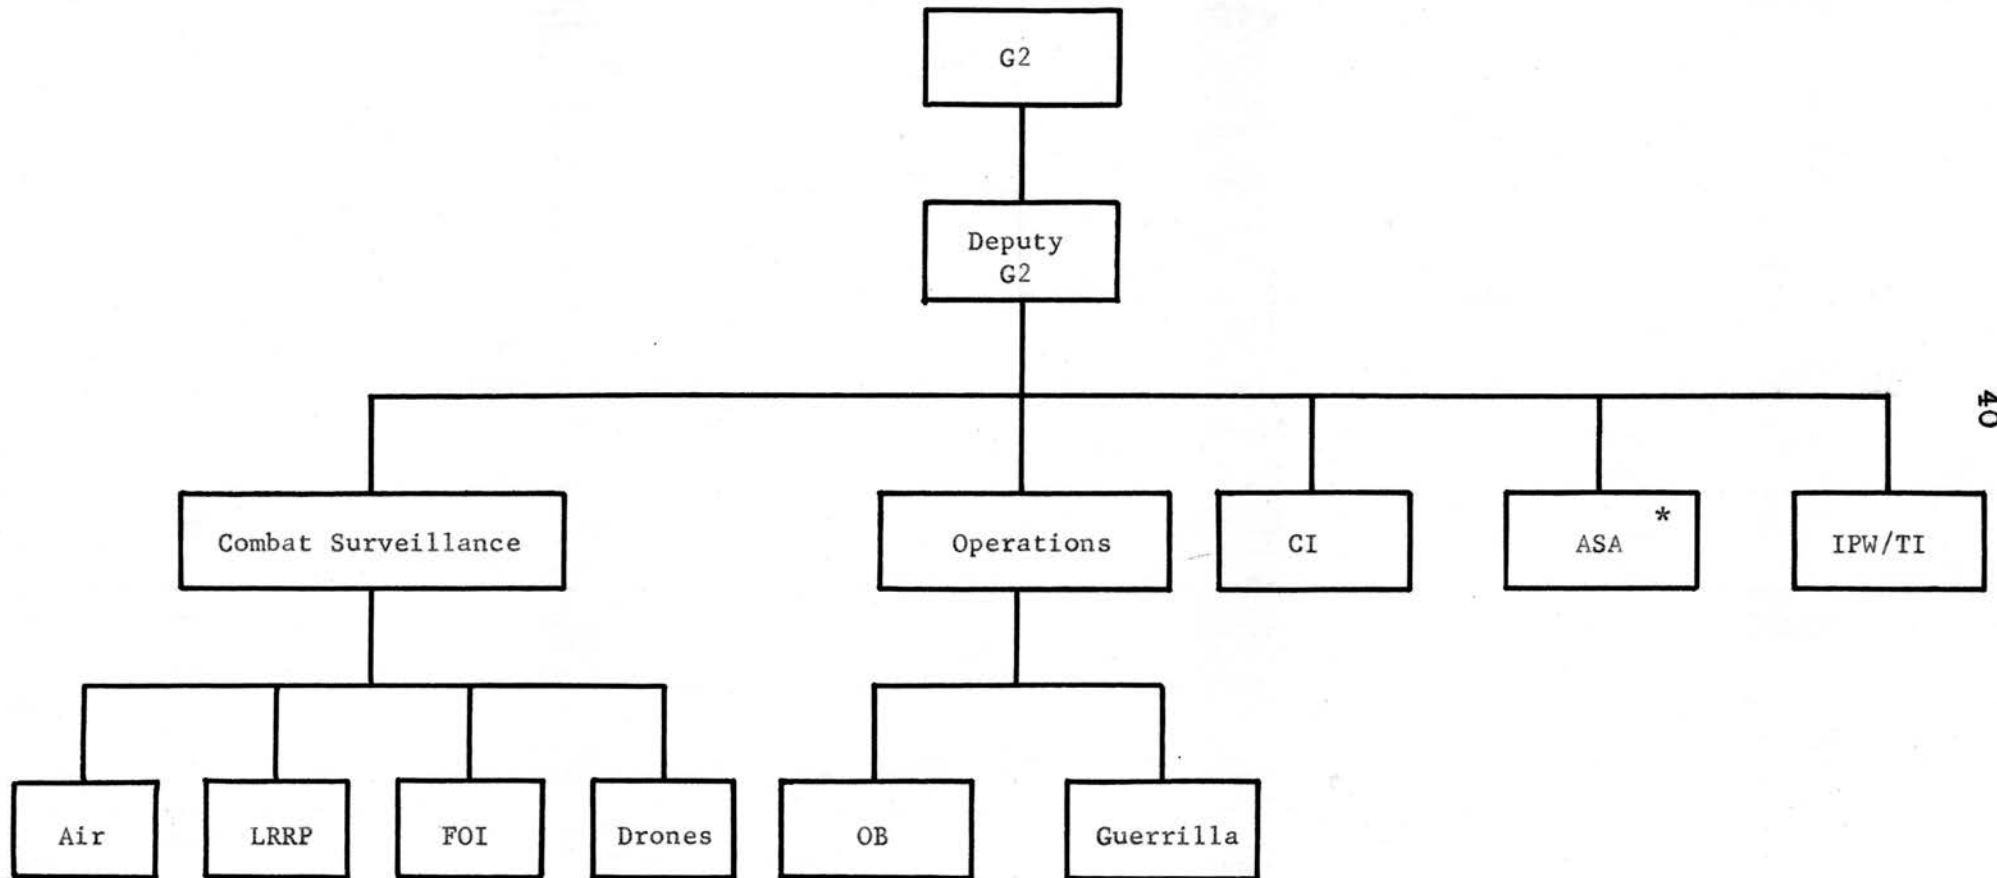 G2
Deputy
G2
40
Combat Surveillance
Operations
CI
ASA *
IPW/TI
Air
LRRP
FOI
Drones
OB
Guerrilla